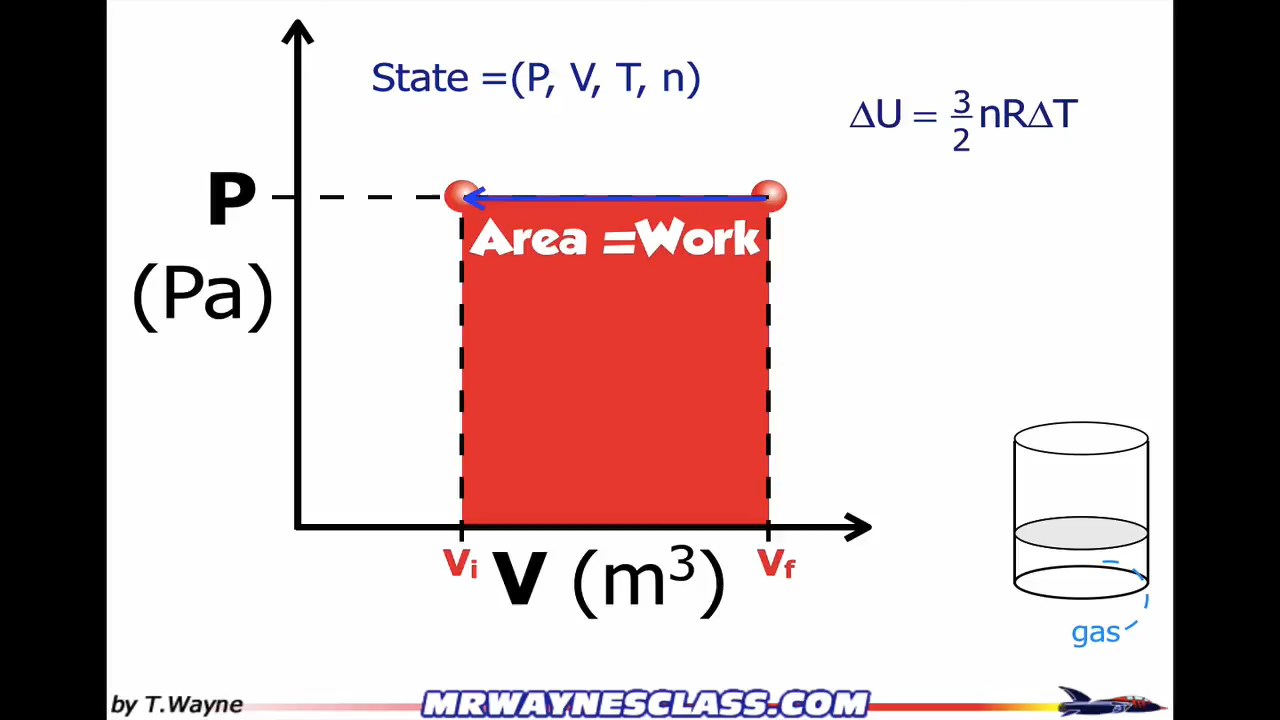 State =(P, V, T, n)
ΔU = 3/2 nRΔT
P
(Pa)
Area =Work
Vi
Vf
V (m³)
gas
by T.Wayne
MRWAYNESCLASS.COM